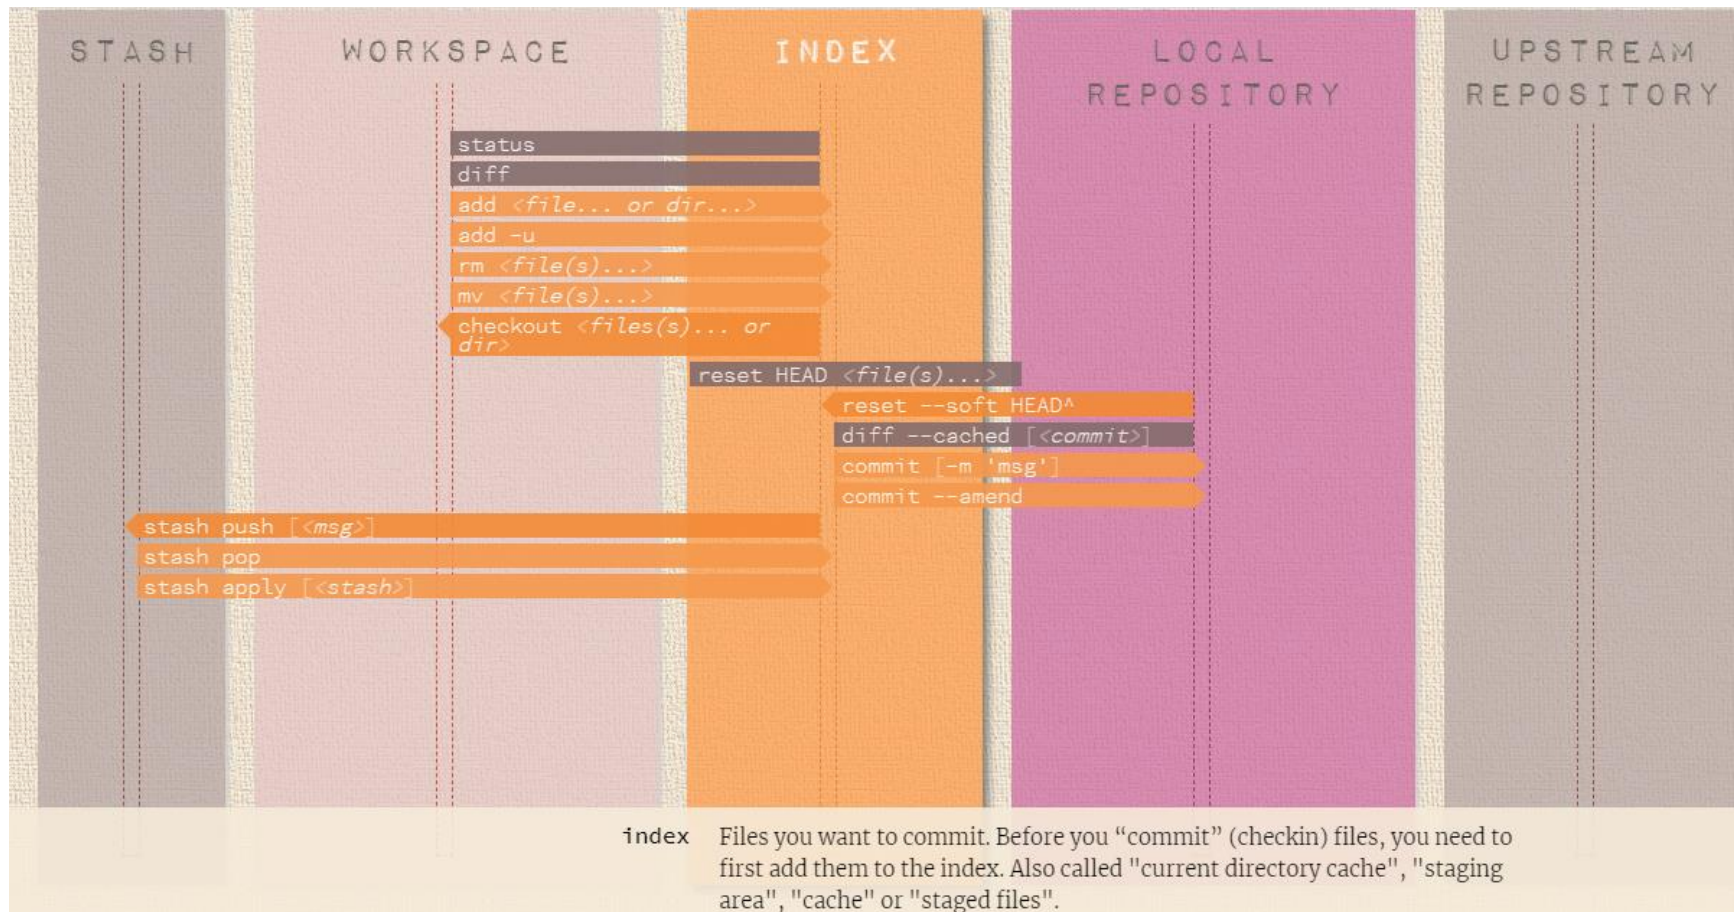 STASH
WORKSPACE
INDEX
LOCAL
REPOSITORY
UPSTREAM
REPOSITORY
status
diff
add <file... or dir...>
add -u
rm <file(s)...>
mv <file(s)...>
checkout <files(s)... or
dir>
reset HEAD <file(s)...>
reset --soft HEAD^
diff --cached [<commit>]
commit [-m 'msg']
commit --amend
stash push [<msg>]
stash pop
stash apply [<stash>]
index
Files you want to commit. Before you “commit” (checkin) files, you need to
first add them to the index. Also called "current directory cache", "staging
area", "cache" or "staged files".